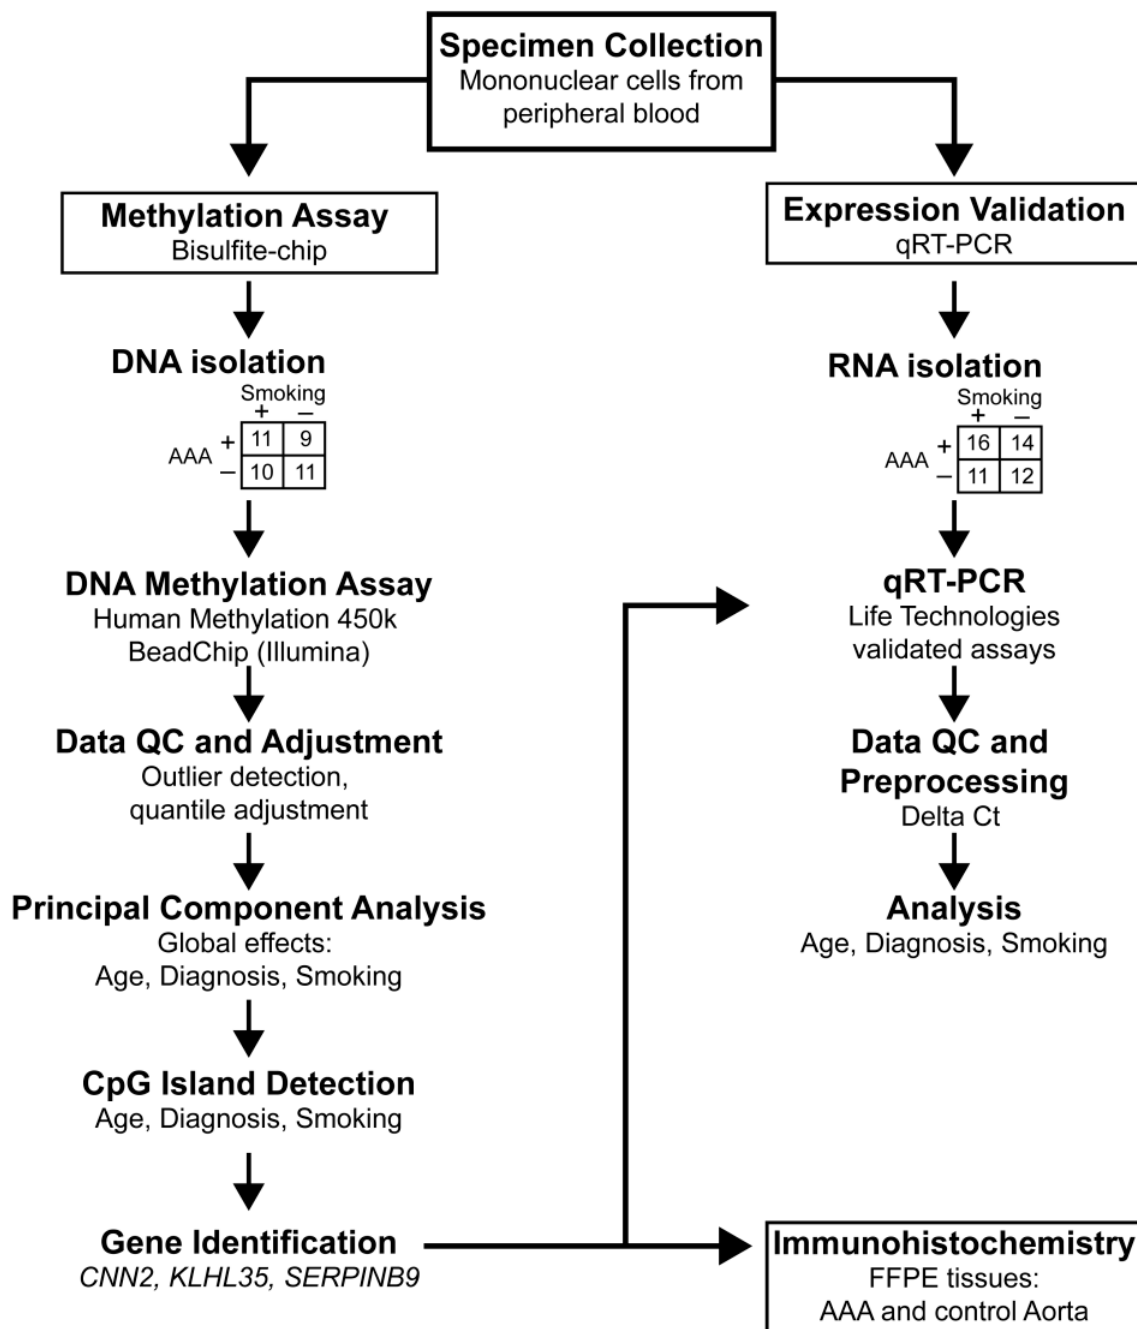 Specimen Collection
Mononuclear cells from
peripheral blood
Methylation Assay
Bisulfite-chip
DNA isolation
Smoking
+ –
AAA + 11 9
– 10 11
DNA Methylation Assay
Human Methylation 450k
BeadChip (Illumina)
Data QC and Adjustment
Outlier detection,
quantile adjustment
Principal Component Analysis
Global effects:
Age, Diagnosis, Smoking
CpG Island Detection
Age, Diagnosis, Smoking
Gene Identification
CNN2, KLHL35, SERPINB9
Expression Validation
qRT-PCR
RNA isolation
Smoking
+ –
AAA + 16 14
– 11 12
qRT-PCR
Life Technologies
validated assays
Data QC and
Preprocessing
Delta Ct
Analysis
Age, Diagnosis, Smoking
Immunohistochemistry
FFPE tissues:
AAA and control Aorta